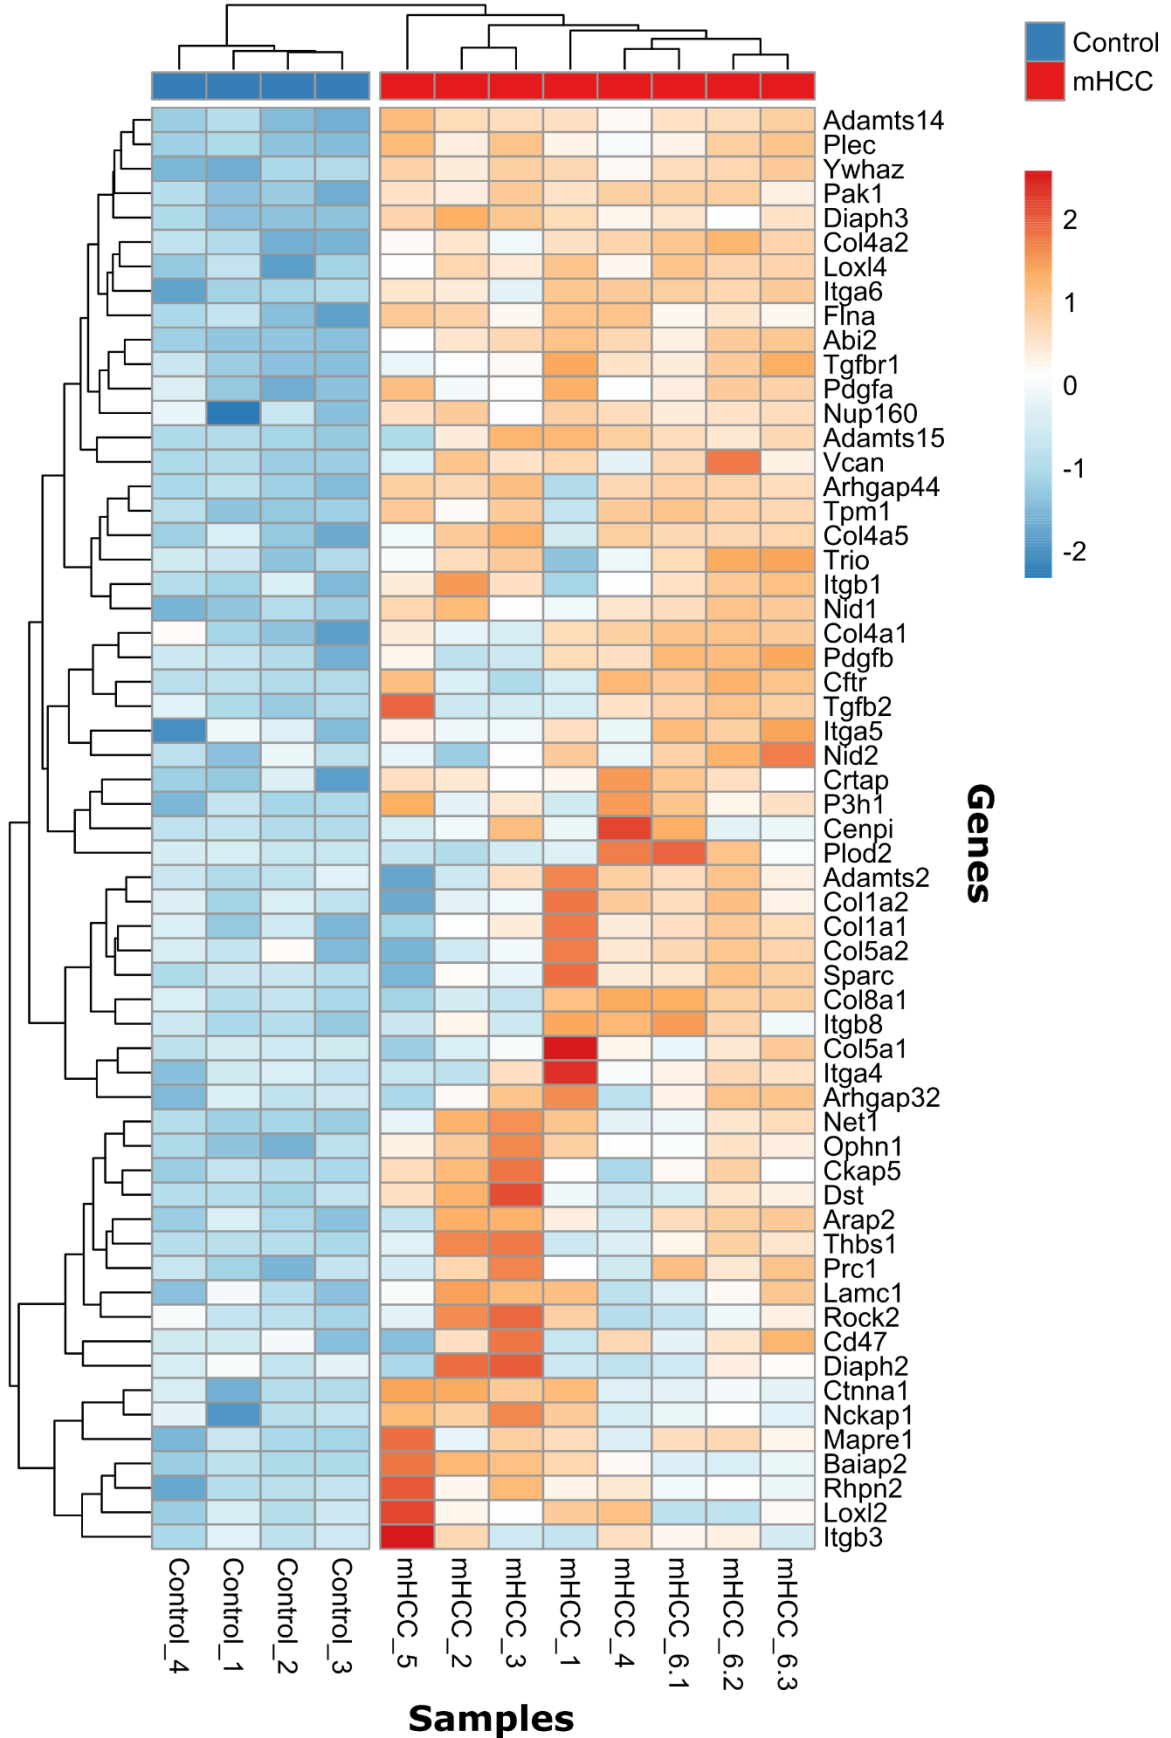 Control
mHCC
2
1
0
-1
-2
Adamts14
Plec
Ywhaz
Pak1
Diaph3
Col4a2
Loxl4
Itga6
Flna
Abi2
Tgfbr1
Pdgfa
Nup160
Adamts15
Vcan
Arhgap44
Tpm1
Col4a5
Trio
Itgb1
Nid1
Col4a1
Pdgfb
Cftr
Tgfb2
Itga5
Nid2
Crtap
P3h1
Cenpi
Plod2
Adamts2
Col1a2
Col1a1
Col5a2
Sparc
Col8a1
Itgb8
Col5a1
Itga4
Arhgap32
Net1
Ophn1
Ckap5
Dst
Arap2
Thbs1
Prc1
Lamc1
Rock2
Cd47
Diaph2
Ctnna1
Nckap1
Mapre1
Baiap2
Rhpn2
Loxl2
Itgb3
Genes
Control_4
Control_1
Control_2
Control_3
mHCC_5
mHCC_2
mHCC_3
mHCC_1
mHCC_4
mHCC_6.1
mHCC_6.2
mHCC_6.3
Samples